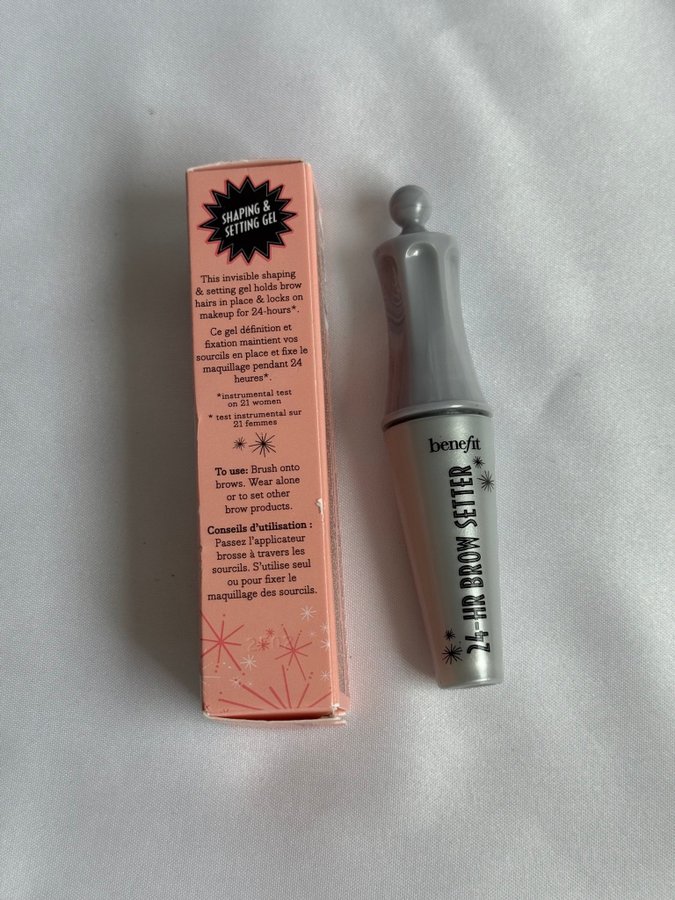 SHAPING &
SETTING GEL
This invisible shaping
& setting gel holds brow
hairs in place & locks on
makeup for 24-hours*.
Ce gel définition et
fixation maintient vos
sourcils en place et fixe le
maquillage pendant 24
heures*.
*instrumental test
on 21 women
* test instrumental sur
21 femmes
To use: Brush onto
brows. Wear alone
or to set other
brow products.
Conseils d'utilisation :
Passez l'applicateur
brosse à travers les
sourcils. S'utilise seul
ou pour fixer le
maquillage des sourcils.
benefit
24-HR BROW SETTER